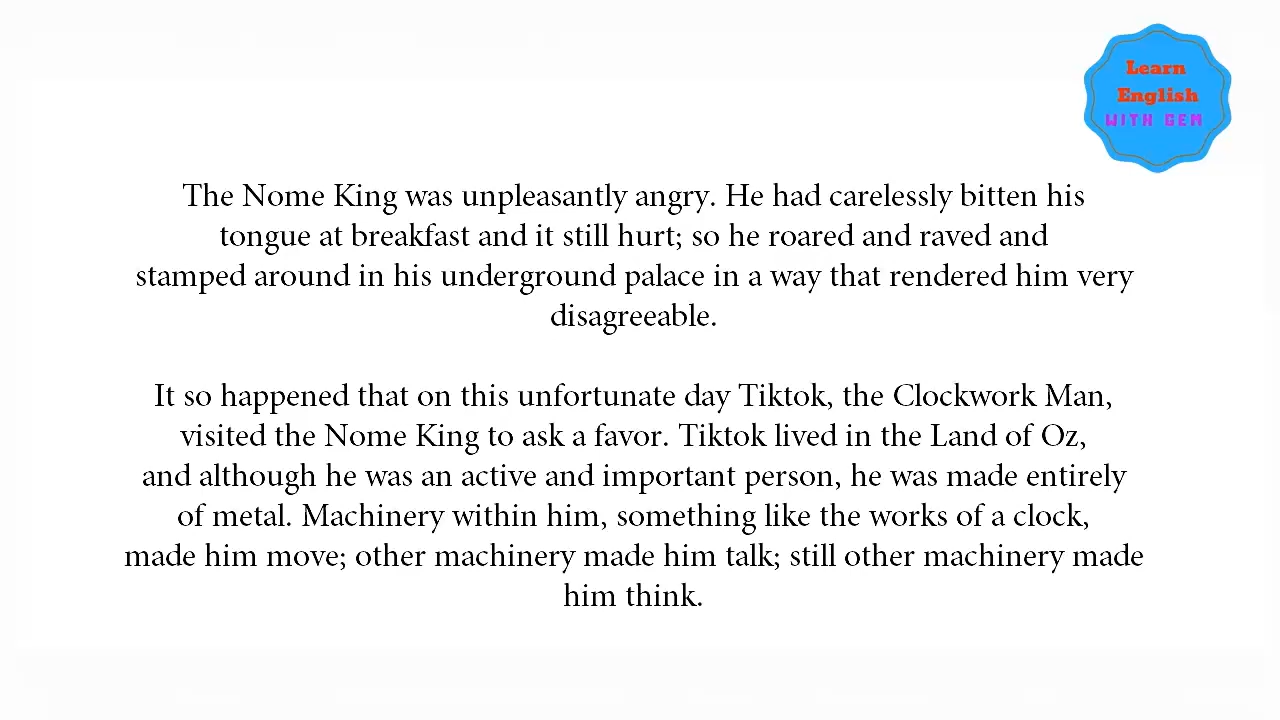 Learn
English
WITH GEM
The Nome King was unpleasantly angry. He had carelessly bitten his
tongue at breakfast and it still hurt; so he roared and raved and
stamped around in his underground palace in a way that rendered him very
disagreeable.
It so happened that on this unfortunate day Tiktok, the Clockwork Man,
visited the Nome King to ask a favor. Tiktok lived in the Land of Oz,
and although he was an active and important person, he was made entirely
of metal. Machinery within him, something like the works of a clock,
made him move; other machinery made him talk; still other machinery made
him think.